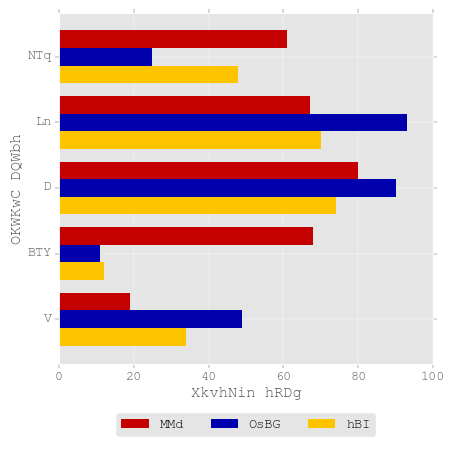 NTq
Ln
D
BTY
V
OKWKwC DQWbh
0 20 40 60 80 100
XkvhNin hRDg
MMd OsBG hBI